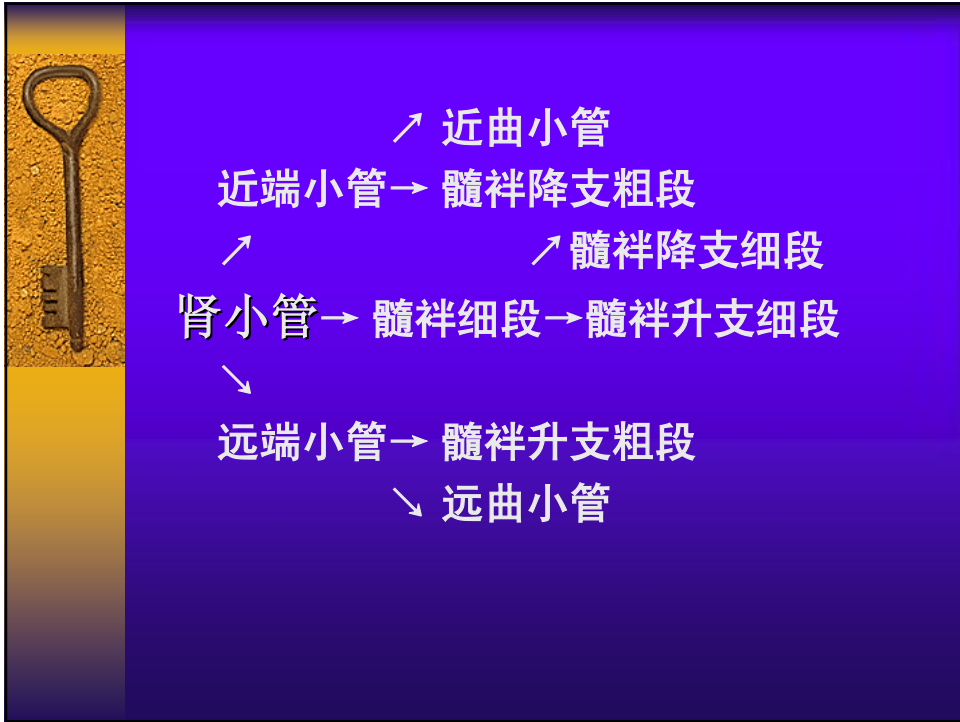 ↗ 近曲小管
近端小管→ 髓袢降支粗段
↗ ↗髓袢降支细段
肾小管→ 髓袢细段→髓袢升支细段
↘
远端小管→ 髓袢升支粗段
↘ 远曲小管